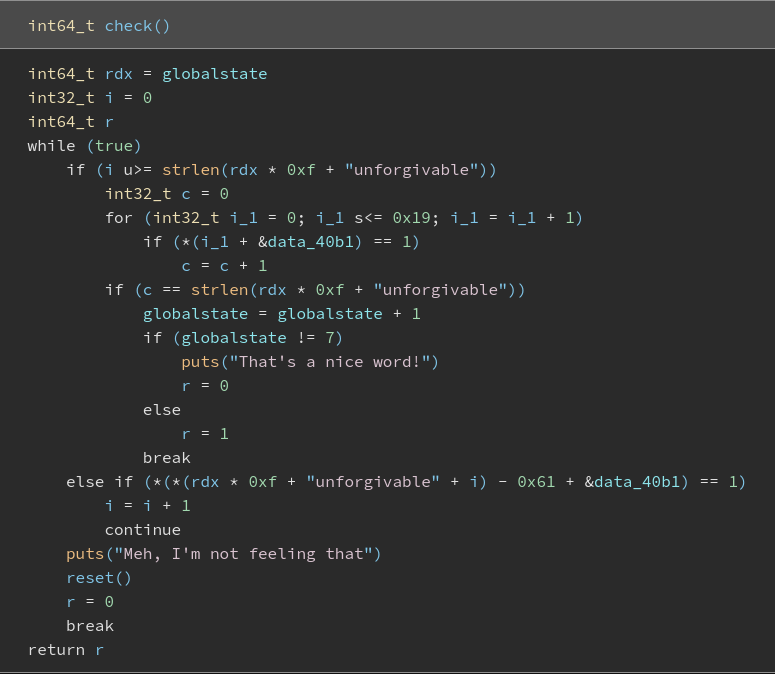 int64_t check()
int64_t rdx = globalstate
int32_t i = 0
int64_t r
while (true)
    if (i u>= strlen(rdx * 0xf + "unforgivable"))
        int32_t c = 0
        for (int32_t i_1 = 0; i_1 s<= 0x19; i_1 = i_1 + 1)
            if (*(i_1 + &data_40b1) == 1)
                c = c + 1
        if (c == strlen(rdx * 0xf + "unforgivable"))
            globalstate = globalstate + 1
            if (globalstate != 7)
                puts("That's a nice word!")
                r = 0
            else
                r = 1
            break
    else if (*(*(rdx * 0xf + "unforgivable" + i) - 0x61 + &data_40b1) == 1)
        i = i + 1
        continue
    puts("Meh, I'm not feeling that")
    reset()
    r = 0
    break
return r